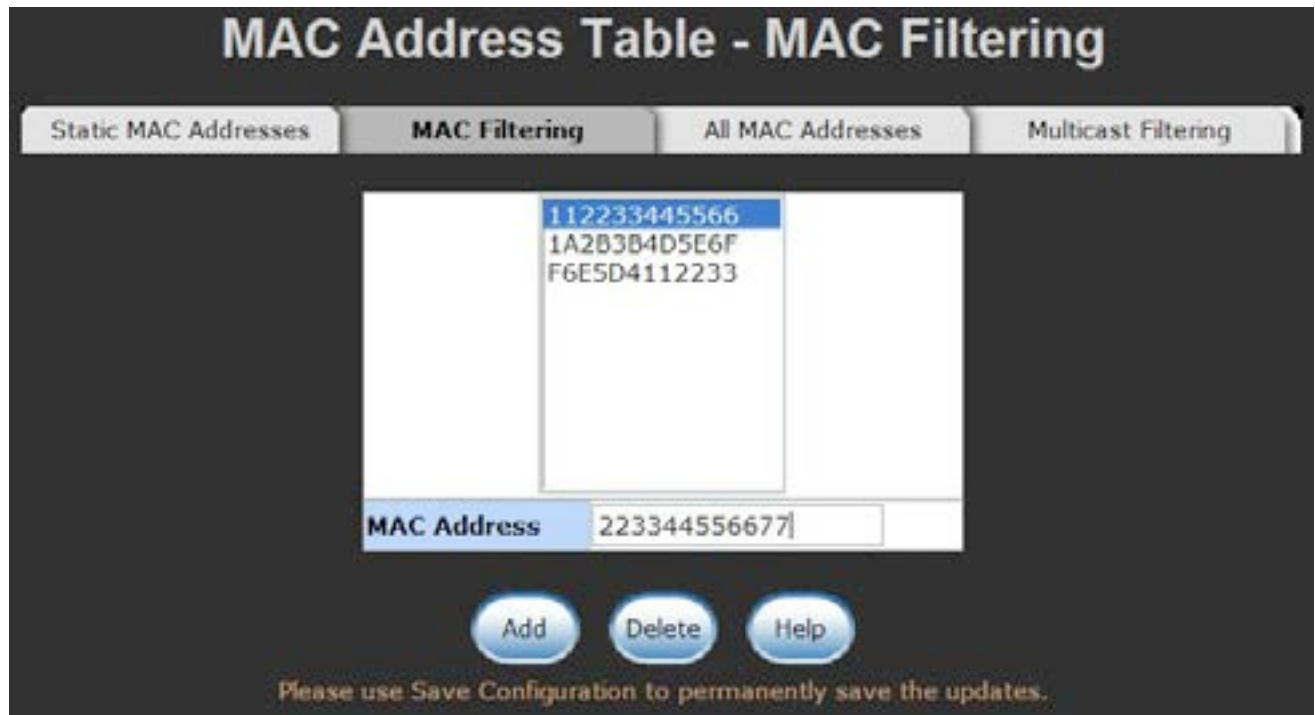 MAC Address Table - MAC Filtering
Static MAC Addresses MAC Filtering All MAC Addresses Multicast Filtering
112233445566
1A2B3B4D5E6F
F6E5D4112233
MAC Address 223344556677
Add Delete Help
Please use Save Configuration to permanently save the updates.